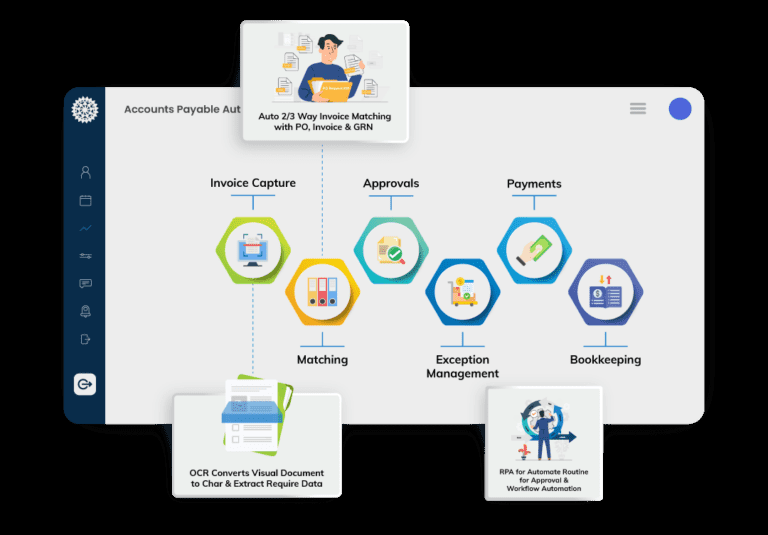 Auto 2/3 Way Invoice Matching
with PO, Invoice & GRN
Accounts Payable Aut
Invoice Capture
Approvals
Payments
Matching
Exception
Management
Bookkeeping
OCR Converts Visual Document
to Char & Extract Require Data
RPA for Automate Routine
for Approval &
Workflow Automation